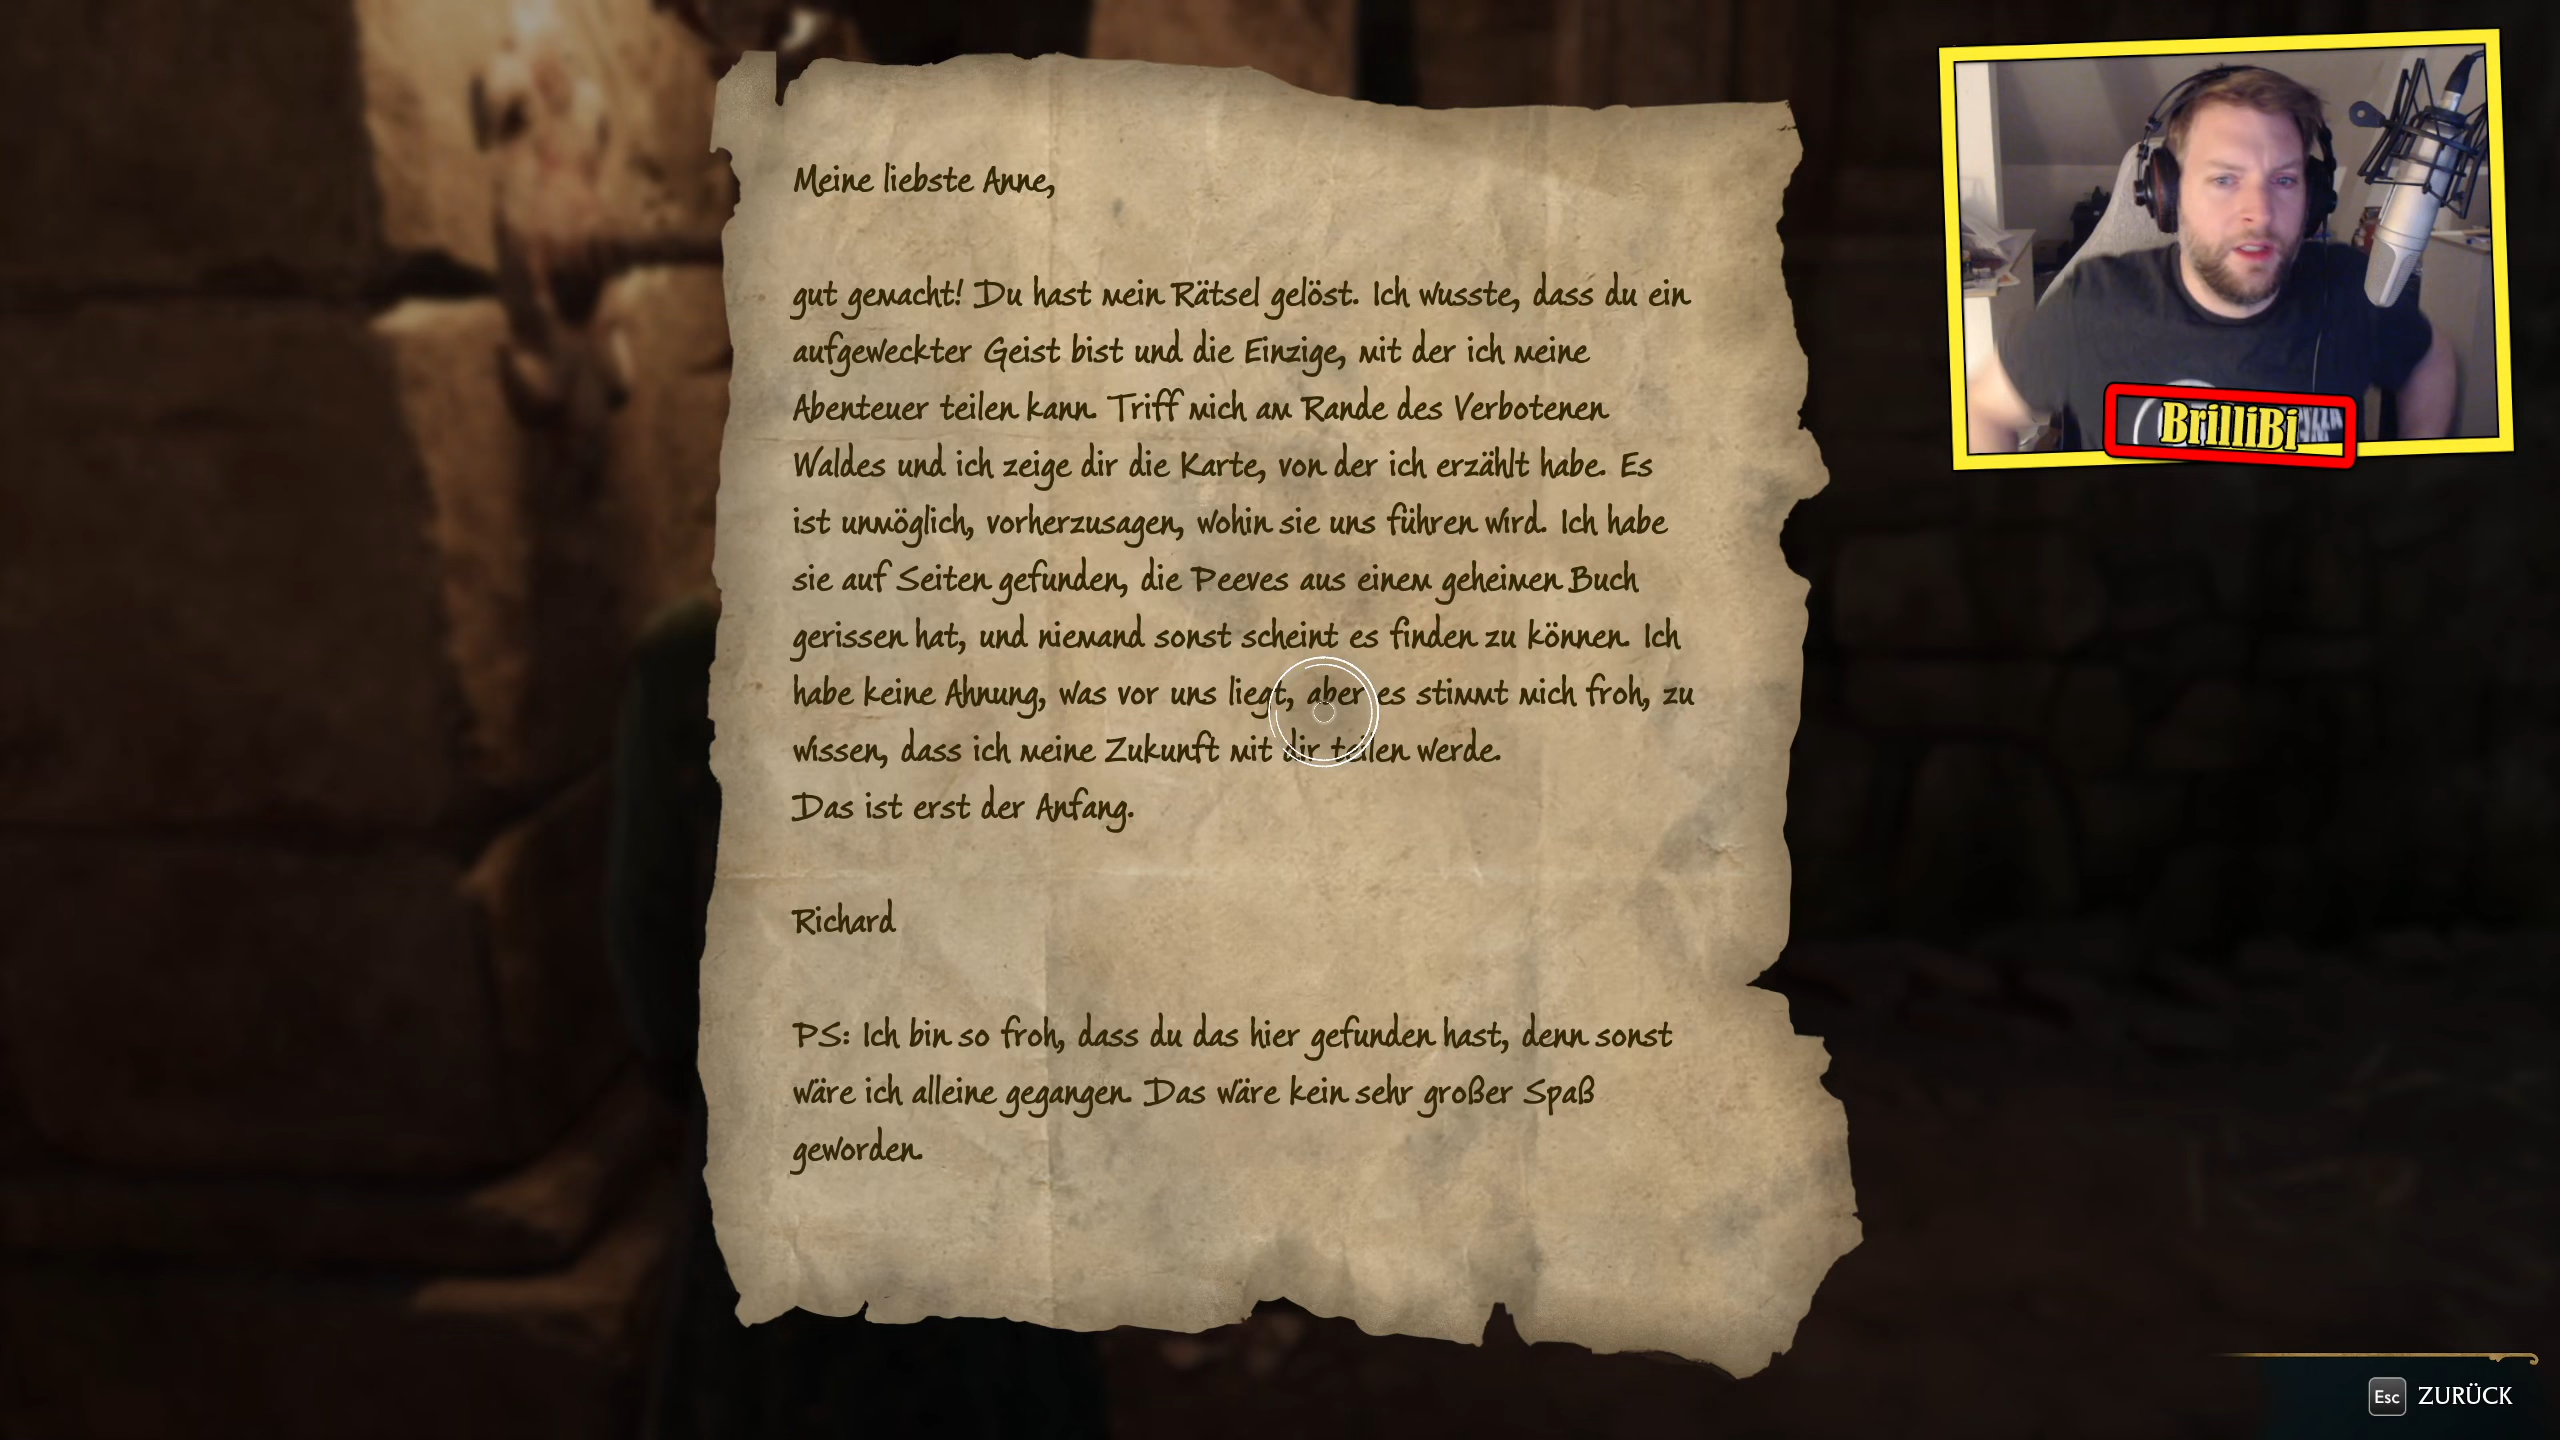 Meine liebste Anne,
gut gemacht! Du hast mein Rätsel gelöst. Ich wusste, dass du ein
aufgeweckter Geist bist und die Einzige, mit der ich meine
Abenteuer teilen kann. Triff mich am Rande des Verbotenen
Waldes und ich zeige dir die Karte, von der ich erzählt habe. Es
ist unmöglich, vorherzusagen, wohin sie uns führen wird. Ich habe
sie auf Seiten gefunden, die Peeves aus einem geheimen Buch
gerissen hat, und niemand sonst scheint es finden zu können. Ich
habe keine Ahnung, was vor uns liegt, aber es stimmt mich froh, zu
wissen, dass ich meine Zukunft mit dir teilen werde.
Das ist erst der Anfang.
Richard
PS: Ich bin so froh, dass du das hier gefunden hast, denn sonst
wäre ich alleine gegangen. Das wäre kein sehr großer Spaß
geworden.
BrilliBi
Esc ZURÜCK